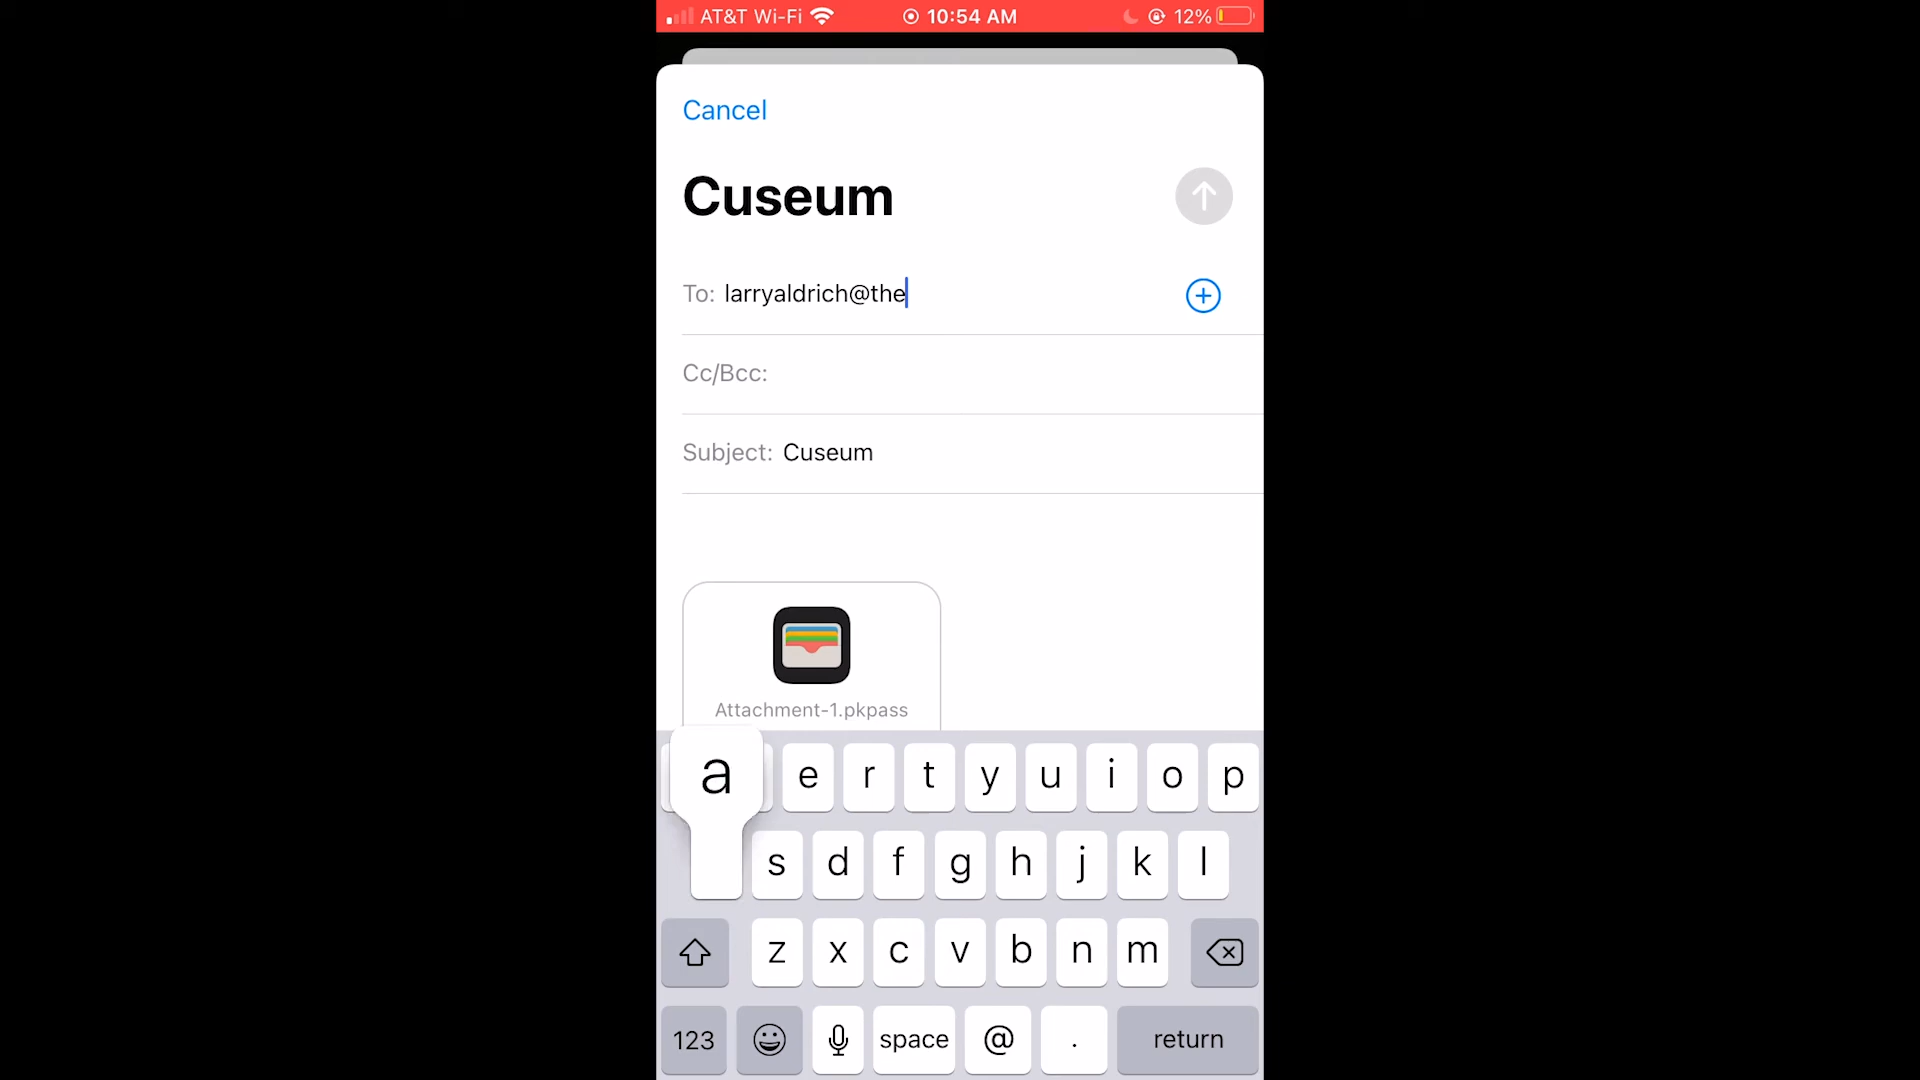 AT&T Wi-Fi 10:54 AM 12%
Cancel
Cuseum
To: larryaldrich@the
Cc/Bcc:
Subject: Cuseum
Attachment-1.pkpass
a e r t y u i o p
s d f g h j k l
z x c v b n m
123 space @ . return